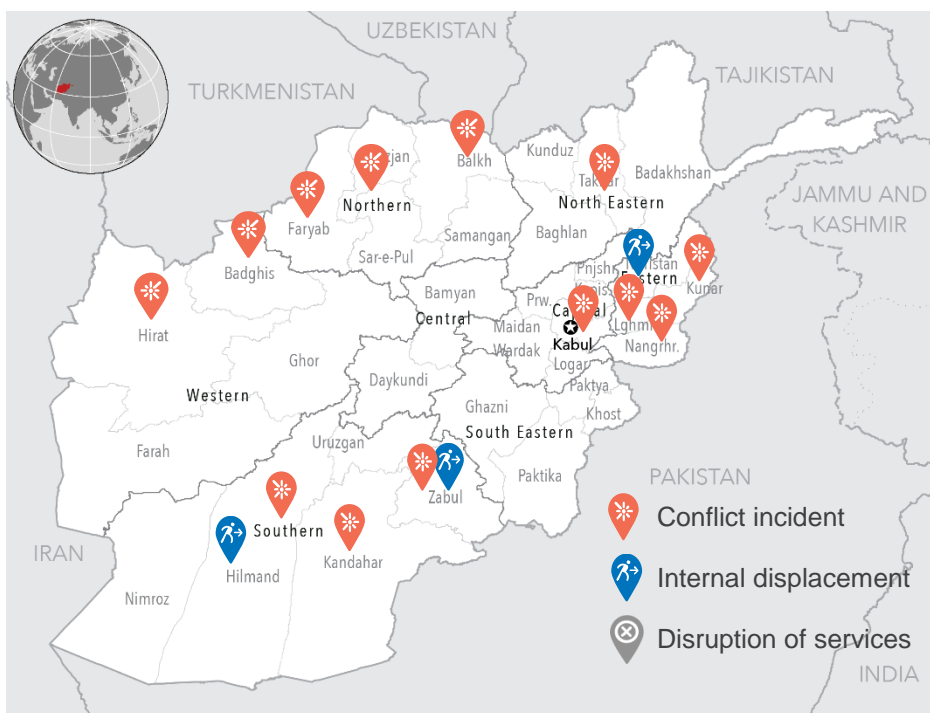 UZBEKISTAN
TAJIKISTAN
TURKMENISTAN
Kunduz
Balkh
Badakhshan
JAMMU AND
KASHMIR
Northern
North Eastern
Faryab
Baghlan
Samangan
Sar-e-Pul
Badghis
Pnjshr.
Eastern
Kunar
Bamyan
Prw.
Central
Hirat
Maidan
Wardak
Kabul
Nangrhr.
Ghor
Logar
Daykundi
Paktya
Western
Ghazni
Khost
South Eastern
Uruzgan
Farah
Paktika
Zabul
PAKISTAN
Conflict incident
Southern
IRAN
Kandahar
Hilmand
Internal displacement
Nimroz
Disruption of services
INDIA